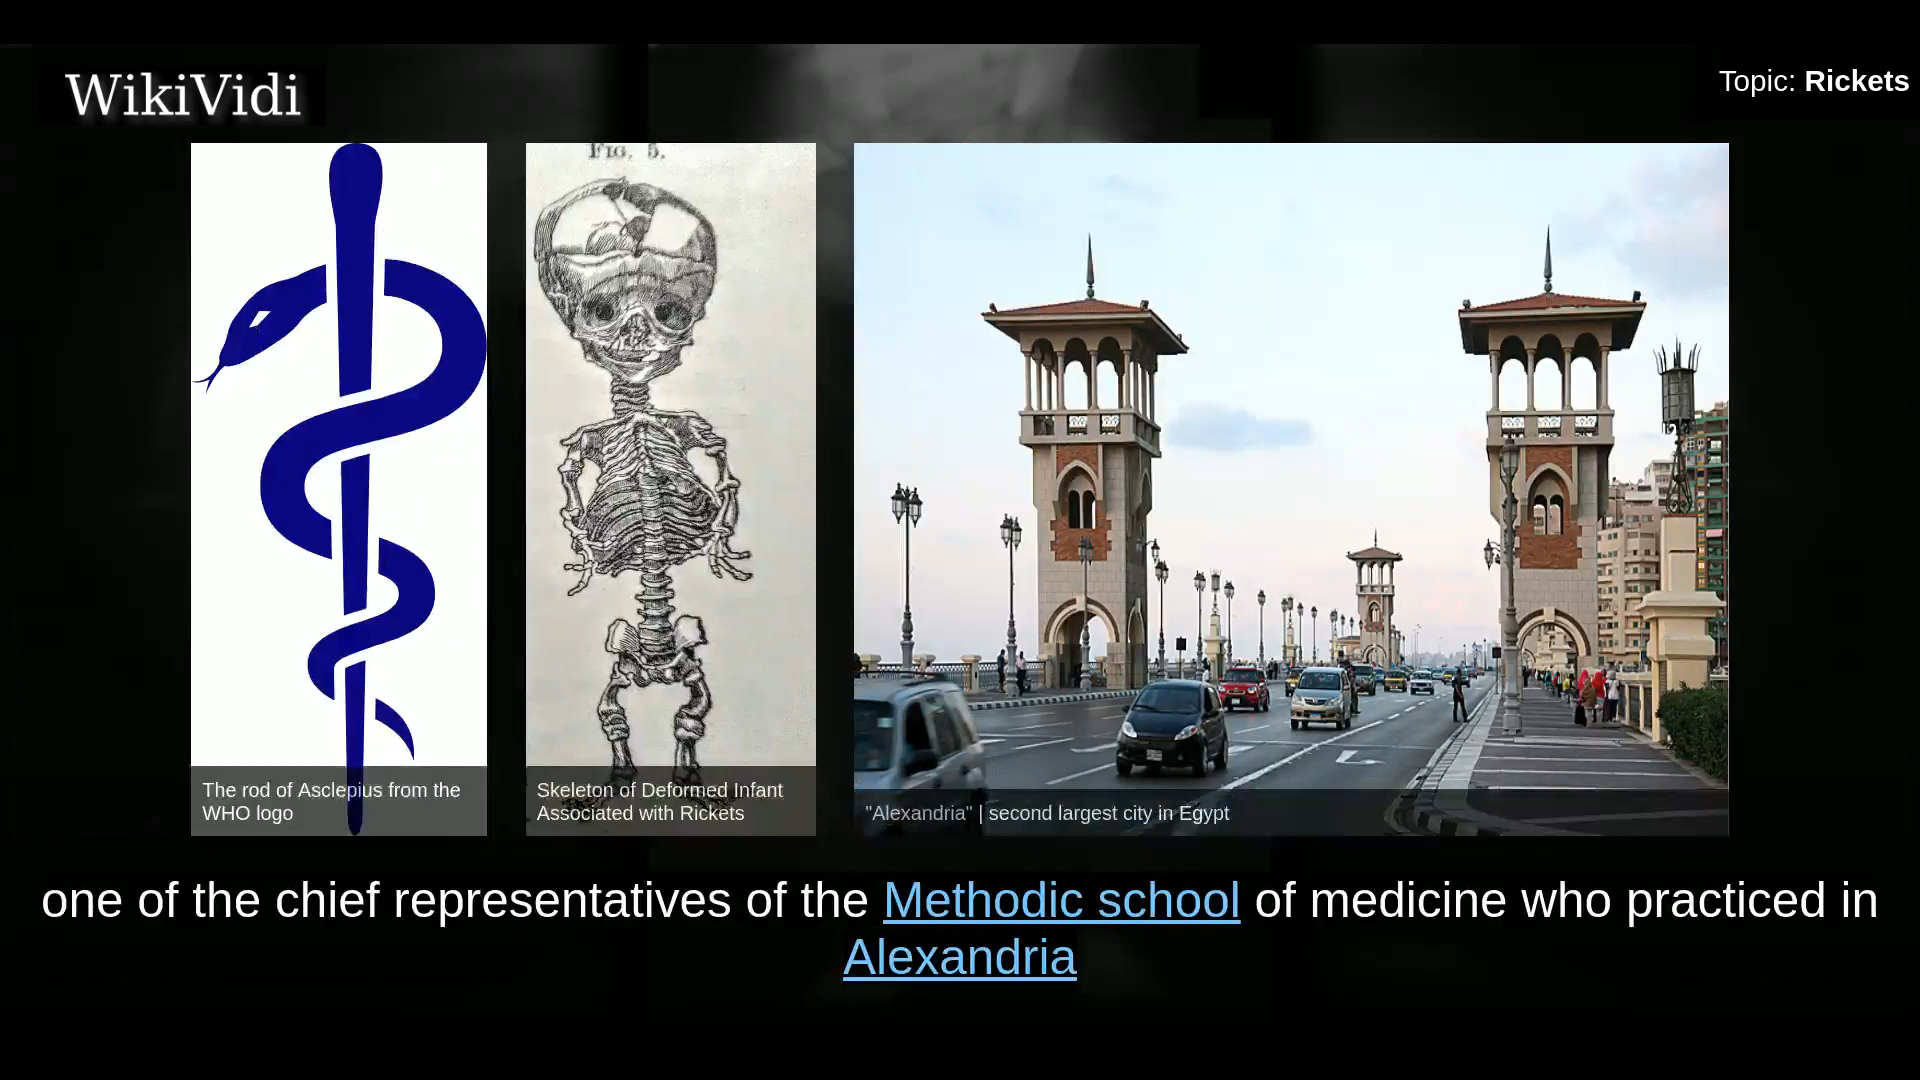 WikiVidi
Topic: Rickets
FIG. 5.
The rod of Asclepius from the
WHO logo
Skeleton of Deformed Infant
Associated with Rickets
"Alexandria" | second largest city in Egypt
one of the chief representatives of the Methodic school of medicine who practiced in
Alexandria